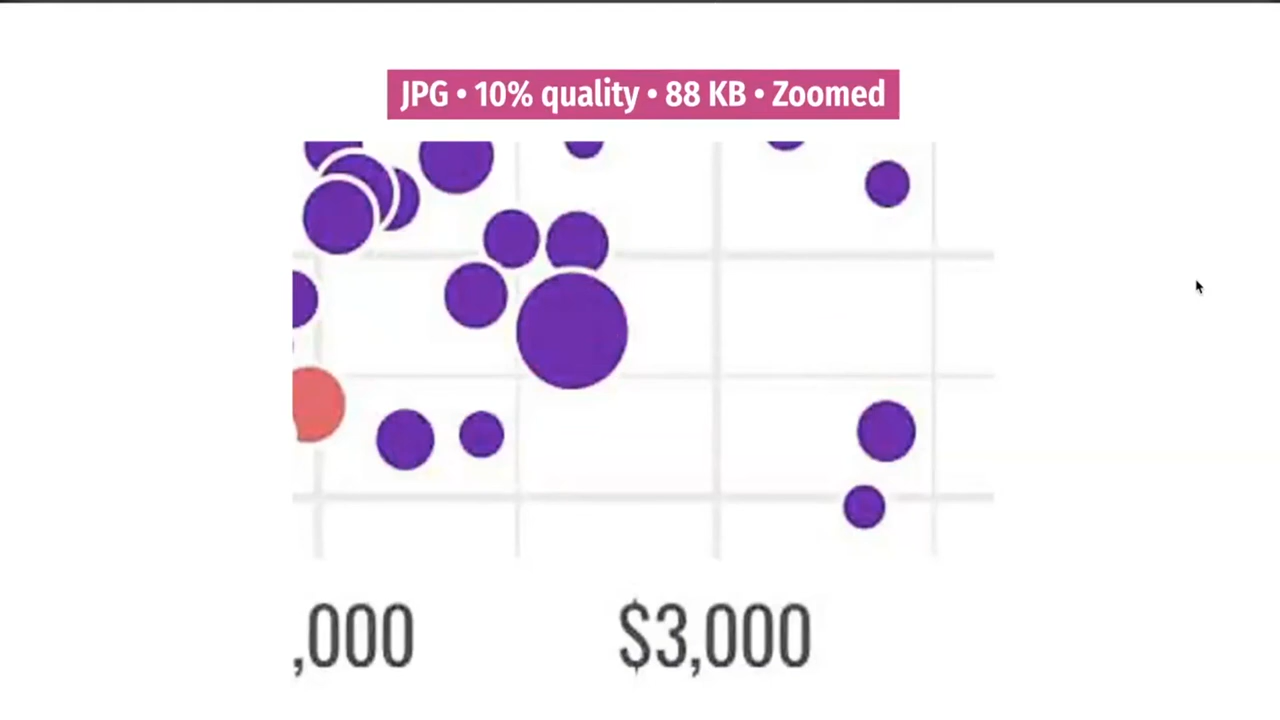 JPG • 10% quality • 88 KB • Zoomed
,000 $3,000